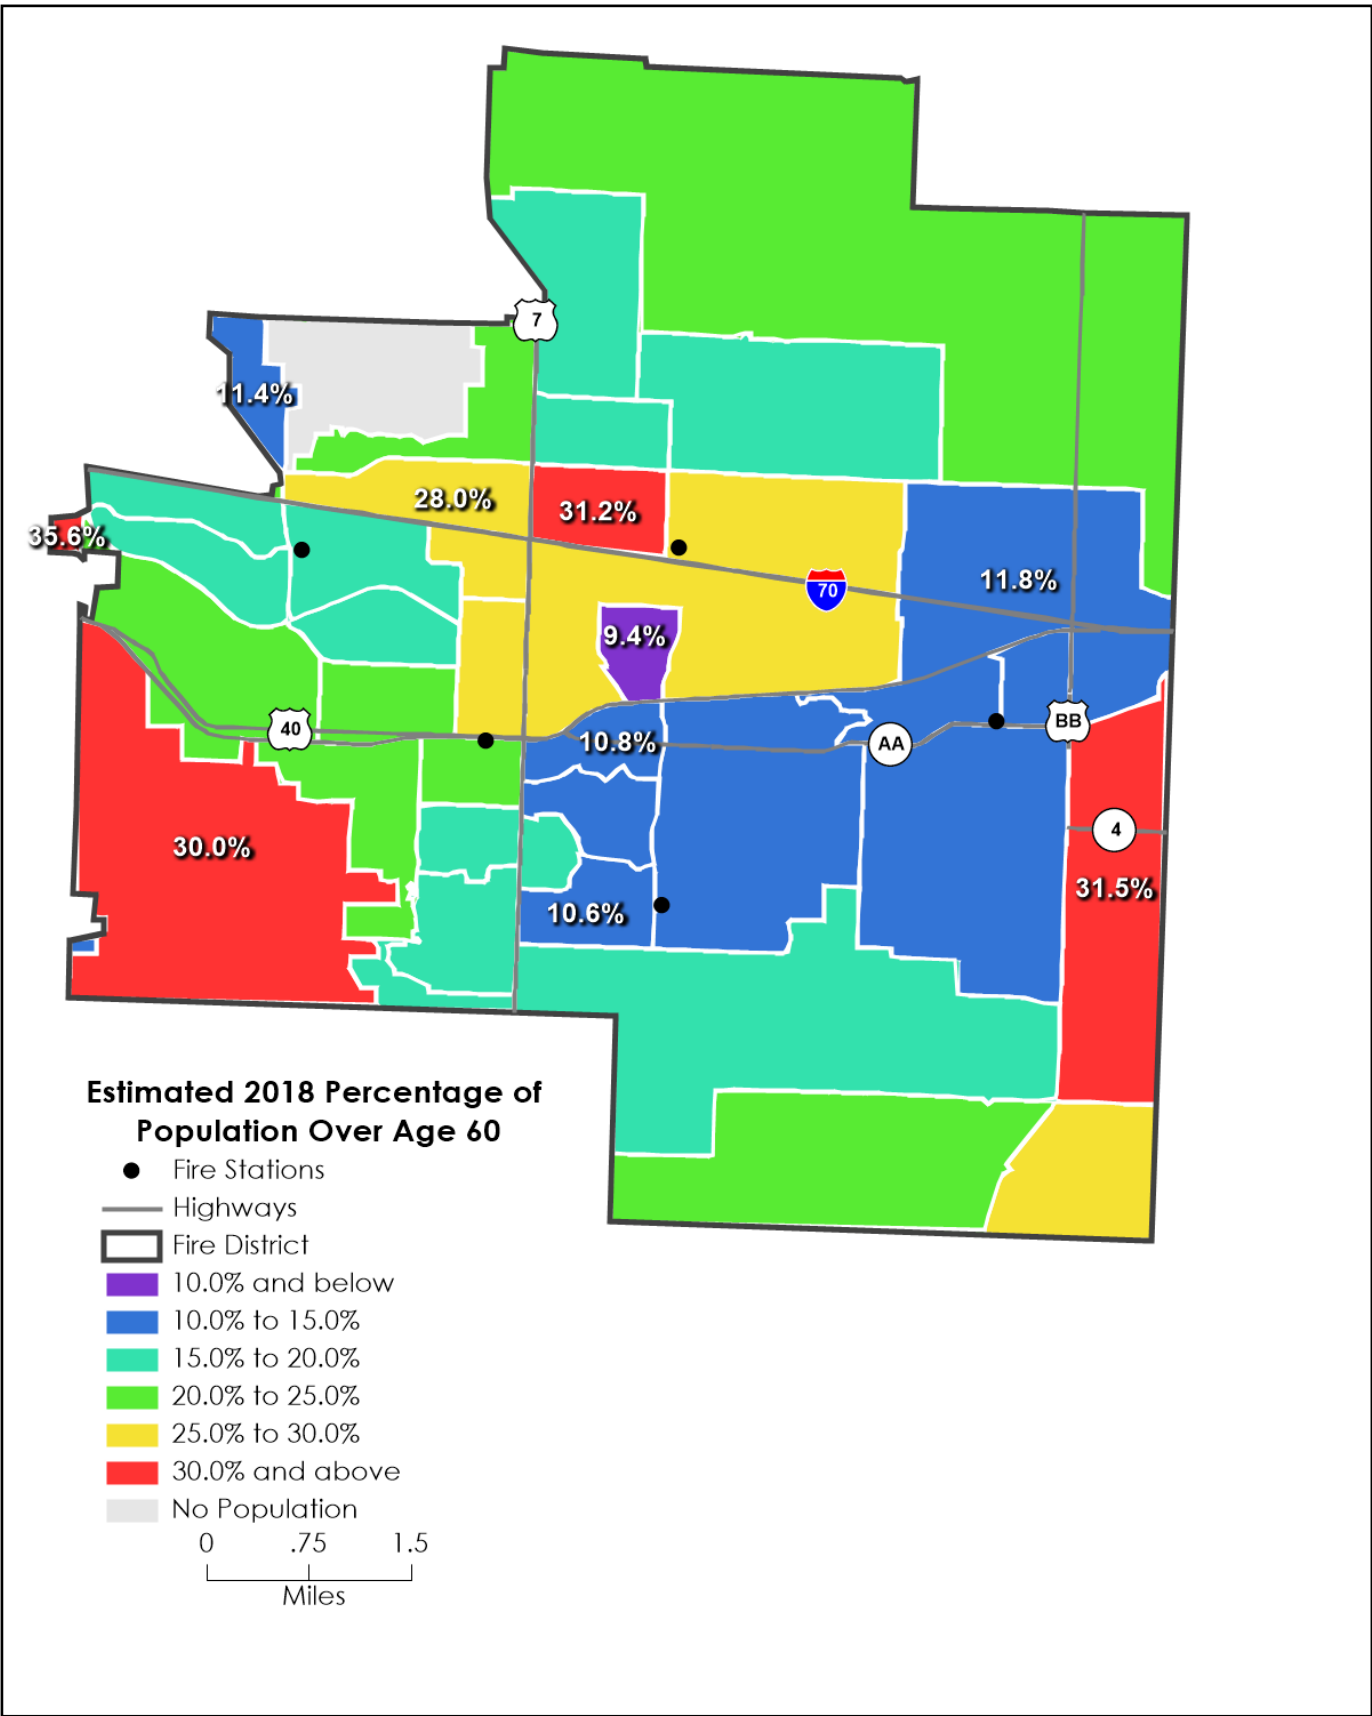 7
11.4%
28.0%
31.2%
35.6%
11.8%
70
9.4%
40
10.8%
AA
BB
30.0%
4
31.5%
10.6%
Estimated 2018 Percentage of
Population Over Age 60
Fire Stations
Highways
Fire District
10.0% and below
10.0% to 15.0%
15.0% to 20.0%
20.0% to 25.0%
25.0% to 30.0%
30.0% and above
No Population
0 .75 1.5
Miles